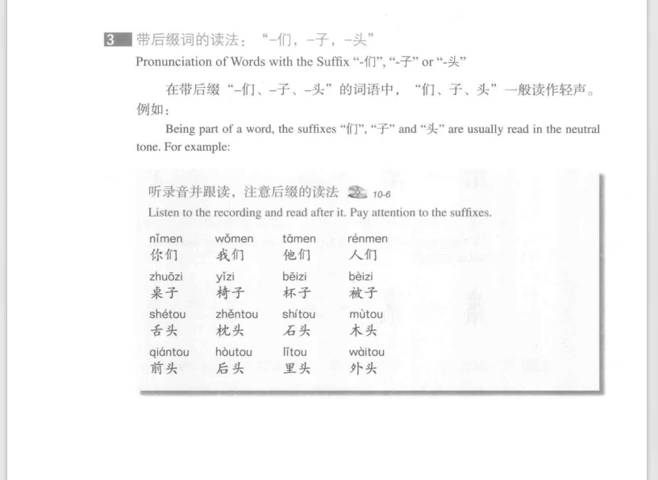 3 带后缀词的读法：“-们，-子，-头”
Pronunciation of Words with the Suffix “-们”, “-子” or “-头”
在带后缀“-们、-子、-头”的词语中，“们、子、头”一般读作轻声。
例如：
Being part of a word, the suffixes “们”, “子” and “头” are usually read in the neutral
tone. For example:
听录音并跟读，注意后缀的读法 10-6
Listen to the recording and read after it. Pay attention to the suffixes.
nǐmen wǒmen tāmen rénmen
你们 我们 他们 人们
zhuōzi yǐzi bēizi bèizi
桌子 椅子 杯子 被子
shétou zhěntou shítou mùtou
舌头 枕头 石头 木头
qiántou hòutou lǐtou wàitou
前头 后头 里头 外头